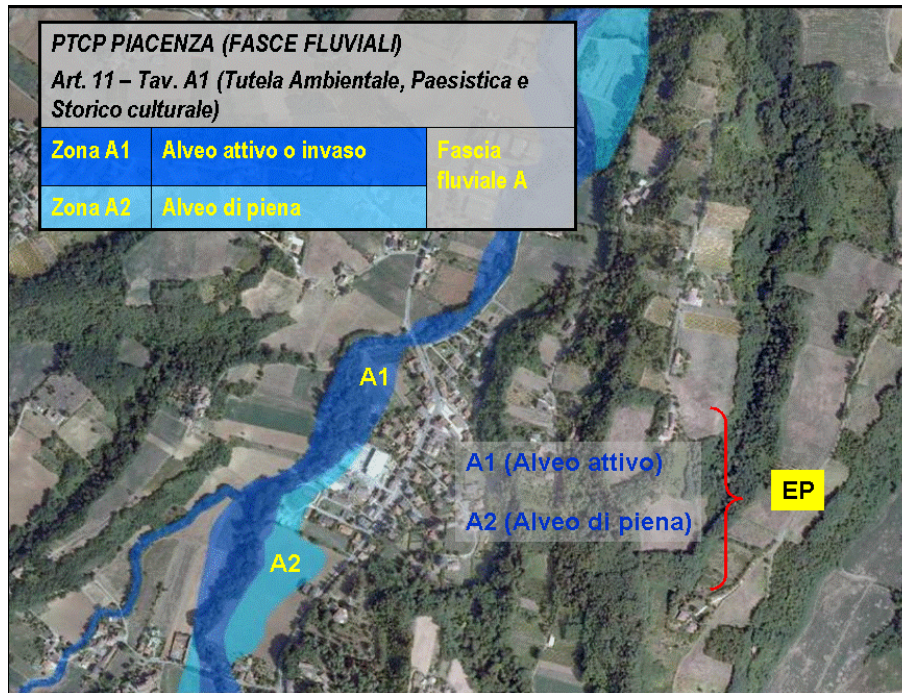 PTCP PIACENZA (FASCE FLUVIALI)
Art. 11 – Tav. A1 (Tutela Ambientale, Paesistica e
Storico culturale)
Zona A1 Alveo attivo o invaso Fascia
fluviale A
Zona A2 Alveo di piena
A1
A1 (Alveo attivo)
EP
A2 (Alveo di piena)
A2